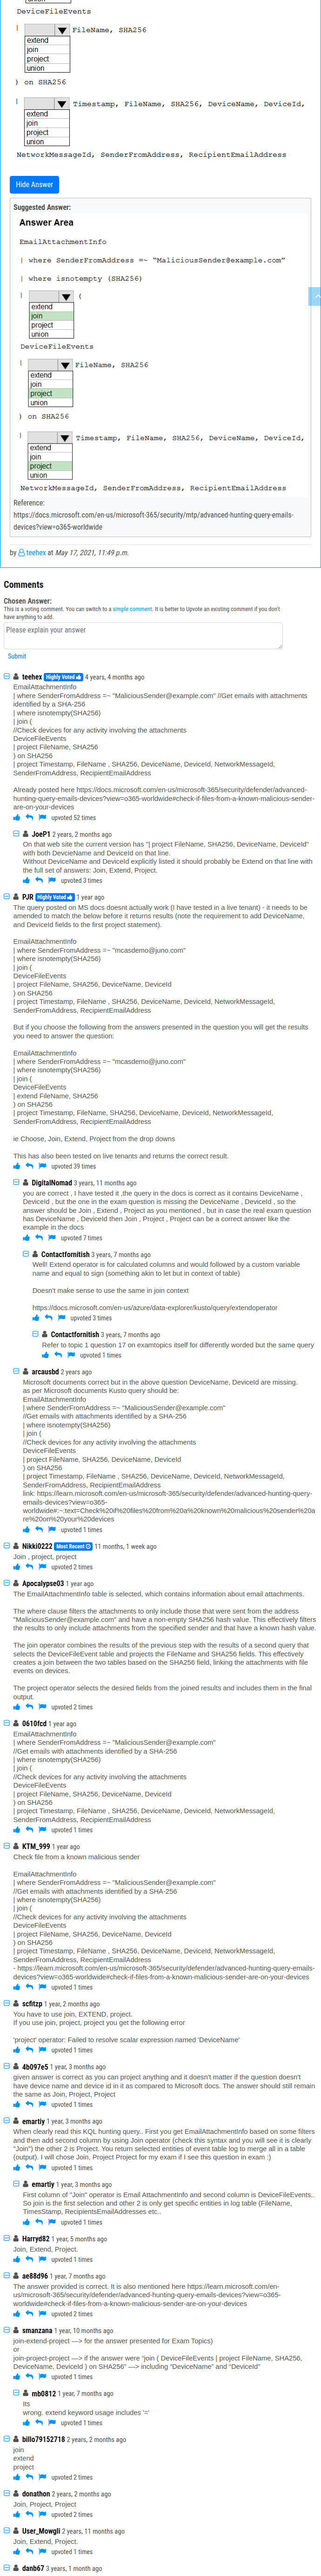 DeviceFileEvents
| FileName, SHA256
extend
join
project
union
) on SHA256
| Timestamp, FileName, SHA256, DeviceName, DeviceId,
extend
join
project
union
NetworkMessageId, SenderFromAddress, RecipientEmailAddress
Hide Answer
Suggested Answer:
Answer Area
EmailAttachmentInfo
| where SenderFromAddress =~ "MaliciousSender@example.com"
| where isnotempty (SHA256)
| (
extend
join
project
union
DeviceFileEvents
| FileName, SHA256
extend
join
project
union
) on SHA256
| Timestamp, FileName, SHA256, DeviceName, DeviceId,
extend
join
project
union
NetworkMessageId, SenderFromAddress, RecipientEmailAddress
Reference:
https://docs.microsoft.com/en-us/microsoft-365/security/mtp/advanced-hunting-query-emails-
devices?view=o365-worldwide
by teehex at May 17, 2021, 11:49 p.m.
Comments
Chosen Answer:
This is a voting comment. You can switch to a simple comment. It is better to Upvote an existing comment if you don't
have anything to add.
Please explain your answer
Submit
teehex Highly Voted 4 years, 4 months ago
EmailAttachmentInfo
| where SenderFromAddress =~ "MaliciousSender@example.com" //Get emails with attachments
identified by a SHA-256
| where isnotempty(SHA256)
| join (
//Check devices for any activity involving the attachments
DeviceFileEvents
| project FileName, SHA256
) on SHA256
| project Timestamp, FileName , SHA256, DeviceName, DeviceId, NetworkMessageId,
SenderFromAddress, RecipientEmailAddress
Already posted here https://docs.microsoft.com/en-us/microsoft-365/security/defender/advanced-
hunting-query-emails-devices?view=o365-worldwide#check-if-files-from-a-known-malicious-sender-
are-on-your-devices
upvoted 52 times
JoeP1 2 years, 2 months ago
On that web site the current version has "| project FileName, SHA256, DeviceName, DeviceID"
with both DevcieName and DeviceID on that line.
Without DeviceName and DeviceId explicitly listed it should probably be Extend on that line with
the full set of answers: Join, Extend, Project.
upvoted 3 times
PJR Highly Voted 1 year ago
The query posted on MS docs doesnt actually work (I have tested in a live tenant) - it needs to be
amended to match the below before it returns results (note the requirement to add DeviceName,
and DeviceId fields to the first project statement).
EmailAttachmentInfo
| where SenderFromAddress =~ "mcasdemo@juno.com"
| where isnotempty(SHA256)
| join (
DeviceFileEvents
| project FileName, SHA256, DeviceName, DeviceId
) on SHA256
| project Timestamp, FileName , SHA256, DeviceName, DeviceId, NetworkMessageId,
SenderFromAddress, RecipientEmailAddress
But if you choose the following from the answers presented in the question you will get the results
you need to answer the question:
EmailAttachmentInfo
| where SenderFromAddress =~ "mcasdemo@juno.com"
| where isnotempty(SHA256)
| join (
DeviceFileEvents
| extend FileName, SHA256
) on SHA256
| project Timestamp, FileName, SHA256, DeviceName, DeviceId, NetworkMessageId,
SenderFromAddress, RecipientEmailAddress
ie Choose, Join, Extend, Project from the drop downs
This has also been tested on live tenants and returns the correct result.
upvoted 39 times
DigitalNomad 3 years, 11 months ago
you are correct , I have tested it ,the query in the docs is correct as it contains DeviceName ,
DeviceId , but the one in the exam question is missing the DeviceName , DeviceId , so the
answer should be Join , Extend , Project as you mentioned , but in case the real exam question
has DeviceName , DeviceId then Join , Project , Project can be a correct answer like the
example in the docs
upvoted 7 times
Contactfornitish 3 years, 7 months ago
Well! Extend operator is for calculated columns and would followed by a custom variable
name and equal to sign (something akin to let but in context of table)
Doesn't make sense to use the same in join context
https://docs.microsoft.com/en-us/azure/data-explorer/kusto/query/extendoperator
upvoted 3 times
Contactfornitish 3 years, 7 months ago
Refer to topic 1 question 17 on examtopics itself for differently worded but the same query
upvoted 1 times
arcausbd 2 years ago
Microsoft documents correct but in the above question DeviceName, DeviceId are missing.
as per Microsoft documents Kusto query should be:
EmailAttachmentInfo
| where SenderFromAddress =~ "MaliciousSender@example.com"
//Get emails with attachments identified by a SHA-256
| where isnotempty(SHA256)
| join (
//Check devices for any activity involving the attachments
DeviceFileEvents
| project FileName, SHA256, DeviceName, DeviceId
) on SHA256
| project Timestamp, FileName , SHA256, DeviceName, DeviceId, NetworkMessageId,
SenderFromAddress, RecipientEmailAddress
link: https://learn.microsoft.com/en-us/microsoft-365/security/defender/advanced-hunting-query-
emails-devices?view=o365-
worldwide#:~:text=Check%20if%20files%20from%20a%20known%20malicious%20sender%20a
re%20on%20your%20devices
upvoted 1 times
Nikki0222 Most Recent 11 months, 1 week ago
Join , project, project
upvoted 2 times
Apocalypse03 1 year ago
The EmailAttachmentInfo table is selected, which contains information about email attachments.
The where clause filters the attachments to only include those that were sent from the address
"MaliciousSender@example.com" and have a non-empty SHA256 hash value. This effectively filters
the results to only include attachments from the specified sender and that have a known hash value.
The join operator combines the results of the previous step with the results of a second query that
selects the DeviceFileEvent table and projects the FileName and SHA256 fields. This effectively
creates a join between the two tables based on the SHA256 field, linking the attachments with file
events on devices.
The project operator selects the desired fields from the joined results and includes them in the final
output.
upvoted 2 times
0610fcd 1 year ago
EmailAttachmentInfo
| where SenderFromAddress =~ "MaliciousSender@example.com"
//Get emails with attachments identified by a SHA-256
| where isnotempty(SHA256)
| join (
//Check devices for any activity involving the attachments
DeviceFileEvents
| project FileName, SHA256, DeviceName, DeviceId
) on SHA256
| project Timestamp, FileName , SHA256, DeviceName, DeviceId, NetworkMessageId,
SenderFromAddress, RecipientEmailAddress
upvoted 1 times
KTM_999 1 year ago
Check file from a known malicious sender
EmailAttachmentInfo
| where SenderFromAddress =~ "MaliciousSender@example.com"
//Get emails with attachments identified by a SHA-256
| where isnotempty(SHA256)
| join (
//Check devices for any activity involving the attachments
DeviceFileEvents
| project FileName, SHA256, DeviceName, DeviceId
) on SHA256
| project Timestamp, FileName , SHA256, DeviceName, DeviceId, NetworkMessageId,
SenderFromAddress, RecipientEmailAddress
- https://learn.microsoft.com/en-us/microsoft-365/security/defender/advanced-hunting-query-emails-
devices?view=o365-worldwide#check-if-files-from-a-known-malicious-sender-are-on-your-devices
upvoted 1 times
scfitzp 1 year, 2 months ago
You have to use join, EXTEND, project.
If you use join, project, project you get the following error
'project' operator: Failed to resolve scalar expression named 'DeviceName'
upvoted 1 times
4b097e5 1 year, 3 months ago
given answer is correct as you can project anything and it doesn't matter if the question doesn't
have device name and device id in it as compared to Microsoft docs. The answer should still remain
the same as Join, Project, Project
upvoted 2 times
emartiy 1 year, 3 months ago
When clearly read this KQL hunting query.. First you get EmailAttachmentInfo based on some filters
and then add second column by using Join operator (check this syntax and you will see it is clearly
"Join") the other 2 is Project. You return selected entities of event table log to merge all in a table
(output). I will chose Join, Project Project for my exam if I see this question in exam :)
upvoted 1 times
emartiy 1 year, 3 months ago
First column of "Join" operator is Email AttachmentInfo and second column is DeviceFileEvents..
So join is the first selection and other 2 is only get specific entities in log table (FileName,
TimesStamp, RecipientsEmailAddresses etc..
upvoted 1 times
Harryd82 1 year, 5 months ago
Join, Extend, Project.
upvoted 1 times
ae88d96 1 year, 7 months ago
The answer provided is correct. It is also mentioned here https://learn.microsoft.com/en-
us/microsoft-365/security/defender/advanced-hunting-query-emails-devices?view=o365-
worldwide#check-if-files-from-a-known-malicious-sender-are-on-your-devices
upvoted 2 times
smanzana 1 year, 10 months ago
join-extend-project —> for the answer presented for Exam Topics)
or
join-project-project —> if the answer were "join ( DeviceFileEvents | project FileName, SHA256,
DeviceName, DeviceId ) on SHA256" —> including "DeviceName" and "DeviceId"
upvoted 1 times
mb0812 1 year, 7 months ago
Its
wrong. extend keyword usage includes '='
upvoted 1 times
billo79152718 2 years, 2 months ago
join
extend
project
upvoted 2 times
donathon 2 years, 2 months ago
Join, Project, Project
upvoted 2 times
User_Mowgli 2 years, 11 months ago
Join, Extend, Project.
upvoted 1 times
danb67 3 years, 1 month ago